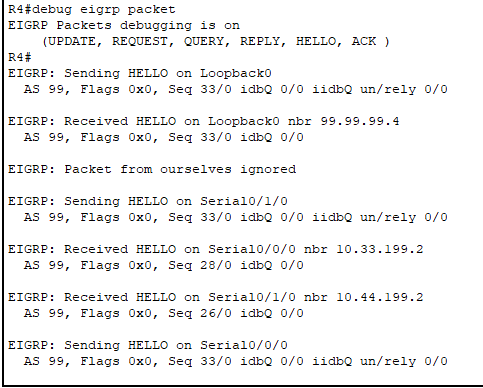 R4#debug eigrp packet
EIGRP Packets debugging is on
(UPDATE, REQUEST, QUERY, REPLY, HELLO, ACK )
R4#
EIGRP: Sending HELLO on Loopback0
AS 99, Flags 0x0, Seq 33/0 idbQ 0/0 iidbQ un/rely 0/0
EIGRP: Received HELLO on Loopback0 nbr 99.99.99.4
AS 99, Flags 0x0, Seq 33/0 idbQ 0/0
EIGRP: Packet from ourselves ignored
EIGRP: Sending HELLO on Serial0/1/0
AS 99, Flags 0x0, Seq 33/0 idbQ 0/0 iidbQ un/rely 0/0
EIGRP: Received HELLO on Serial0/0/0 nbr 10.33.199.2
AS 99, Flags 0x0, Seq 28/0 idbQ 0/0
EIGRP: Received HELLO on Serial0/1/0 nbr 10.44.199.2
AS 99, Flags 0x0, Seq 26/0 idbQ 0/0
EIGRP: Sending HELLO on Serial0/0/0
AS 99, Flags 0x0, Seq 33/0 idbQ 0/0 iidbQ un/rely 0/0